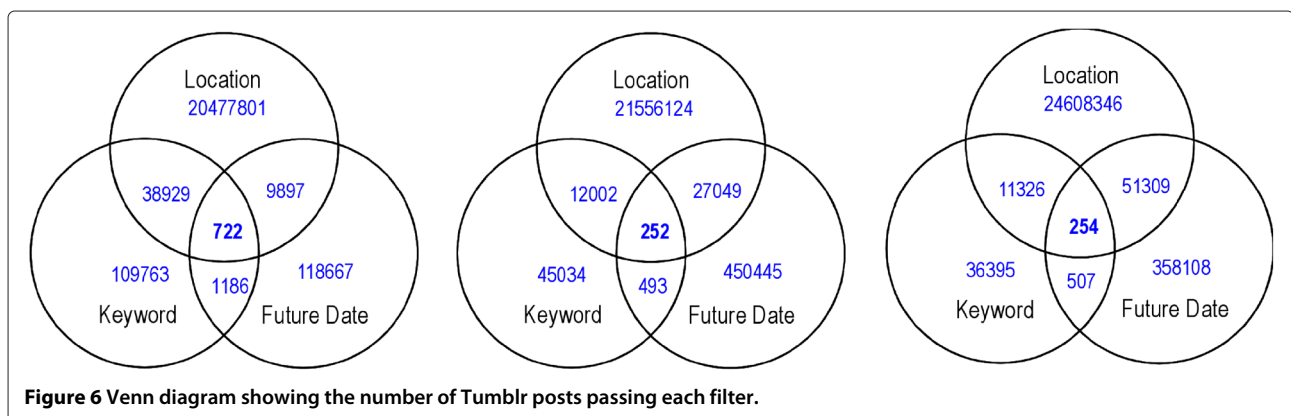 Location
20477801
38929
9897
722
109763
1186
118667
Keyword
Future Date
Location
21556124
12002
27049
252
45034
493
450445
Keyword
Future Date
Location
24608346
11326
51309
254
36395
507
358108
Keyword
Future Date
Figure 6 Venn diagram showing the number of Tumblr posts passing each filter.